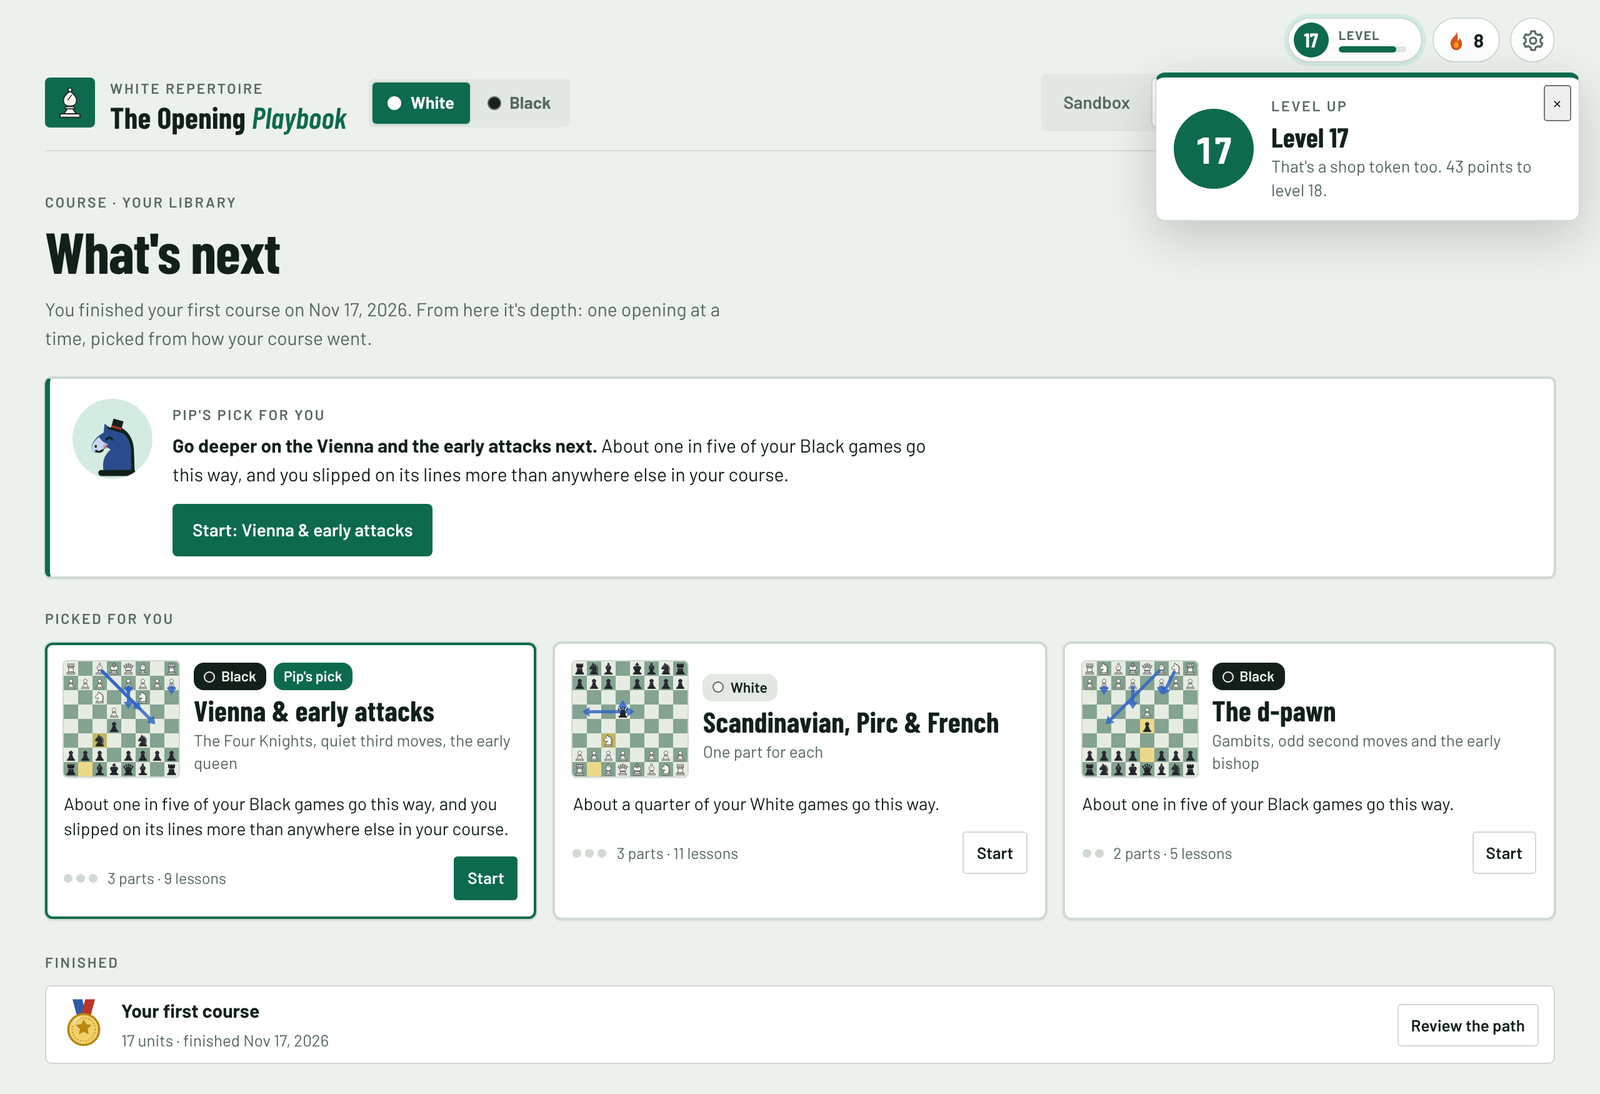 17 LEVEL
8
WHITE REPERTOIRE
The Opening Playbook
White
Black
Sandbox
LEVEL UP
×
17
Level 17
That's a shop token too. 43 points to
level 18.
COURSE · YOUR LIBRARY
What's next
You finished your first course on Nov 17, 2026. From here it's depth: one opening at a
time, picked from how your course went.
PIP'S PICK FOR YOU
Go deeper on the Vienna and the early attacks next. About one in five of your Black games go
this way, and you slipped on its lines more than anywhere else in your course.
Start: Vienna & early attacks
PICKED FOR YOU
Black
Pip's pick
Vienna & early attacks
The Four Knights, quiet third moves, the early
queen
About one in five of your Black games go this way, and you
slipped on its lines more than anywhere else in your course.
3 parts · 9 lessons
Start
White
Scandinavian, Pirc & French
One part for each
About a quarter of your White games go this way.
3 parts · 11 lessons
Start
Black
The d-pawn
Gambits, odd second moves and the early
bishop
About one in five of your Black games go this way.
2 parts · 5 lessons
Start
FINISHED
Your first course
17 units · finished Nov 17, 2026
Review the path